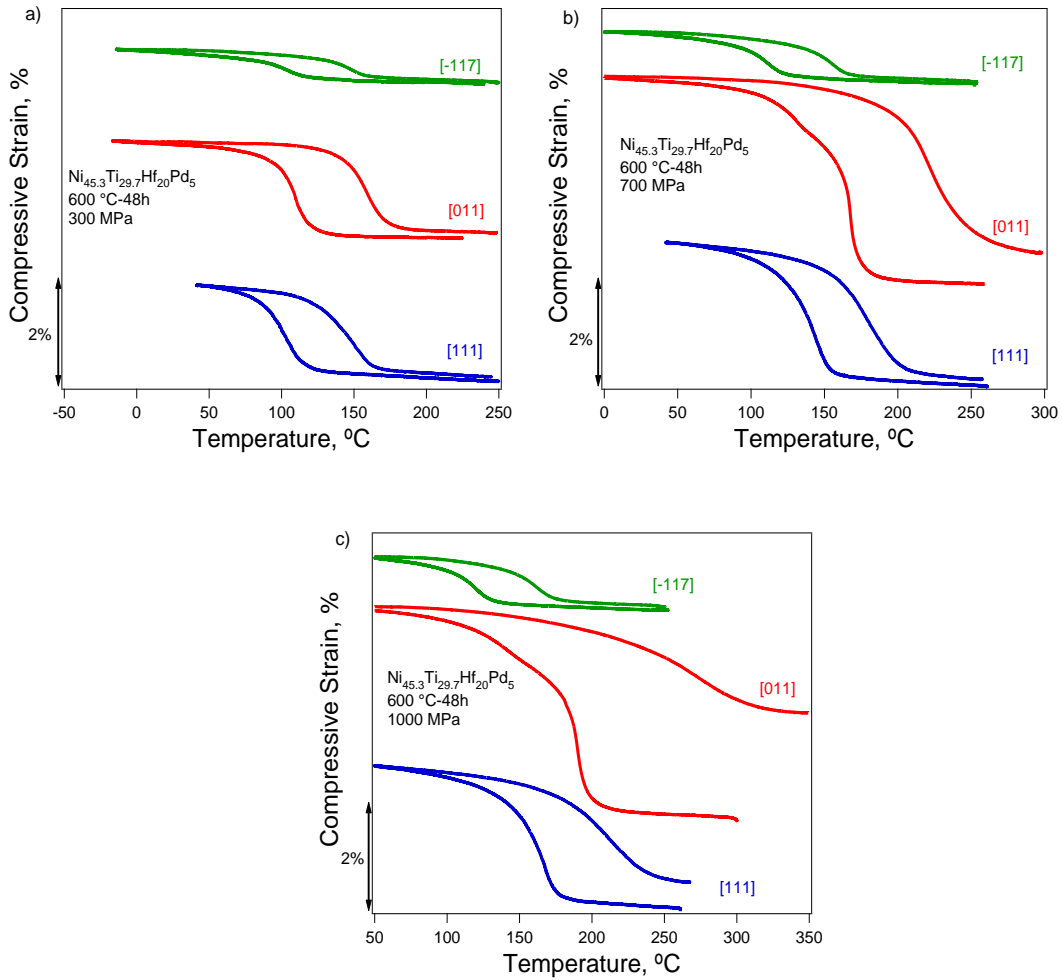 a)
Compressive Strain, %
[-117]
[011]
[111]
Ni45.3Ti29.7Hf20Pd5
600 °C-48h
300 MPa
2%
-50 0 50 100 150 200 250
Temperature, ºC
b)
Compressive Strain, %
[-117]
[011]
[111]
Ni45.3Ti29.7Hf20Pd5
600 °C-48h
700 MPa
2%
0 50 100 150 200 250 300
Temperature, ºC
c)
Compressive Strain, %
[-117]
[011]
[111]
Ni45.3Ti29.7Hf20Pd5
600 °C-48h
1000 MPa
2%
50 100 150 200 250 300 350
Temperature, ºC